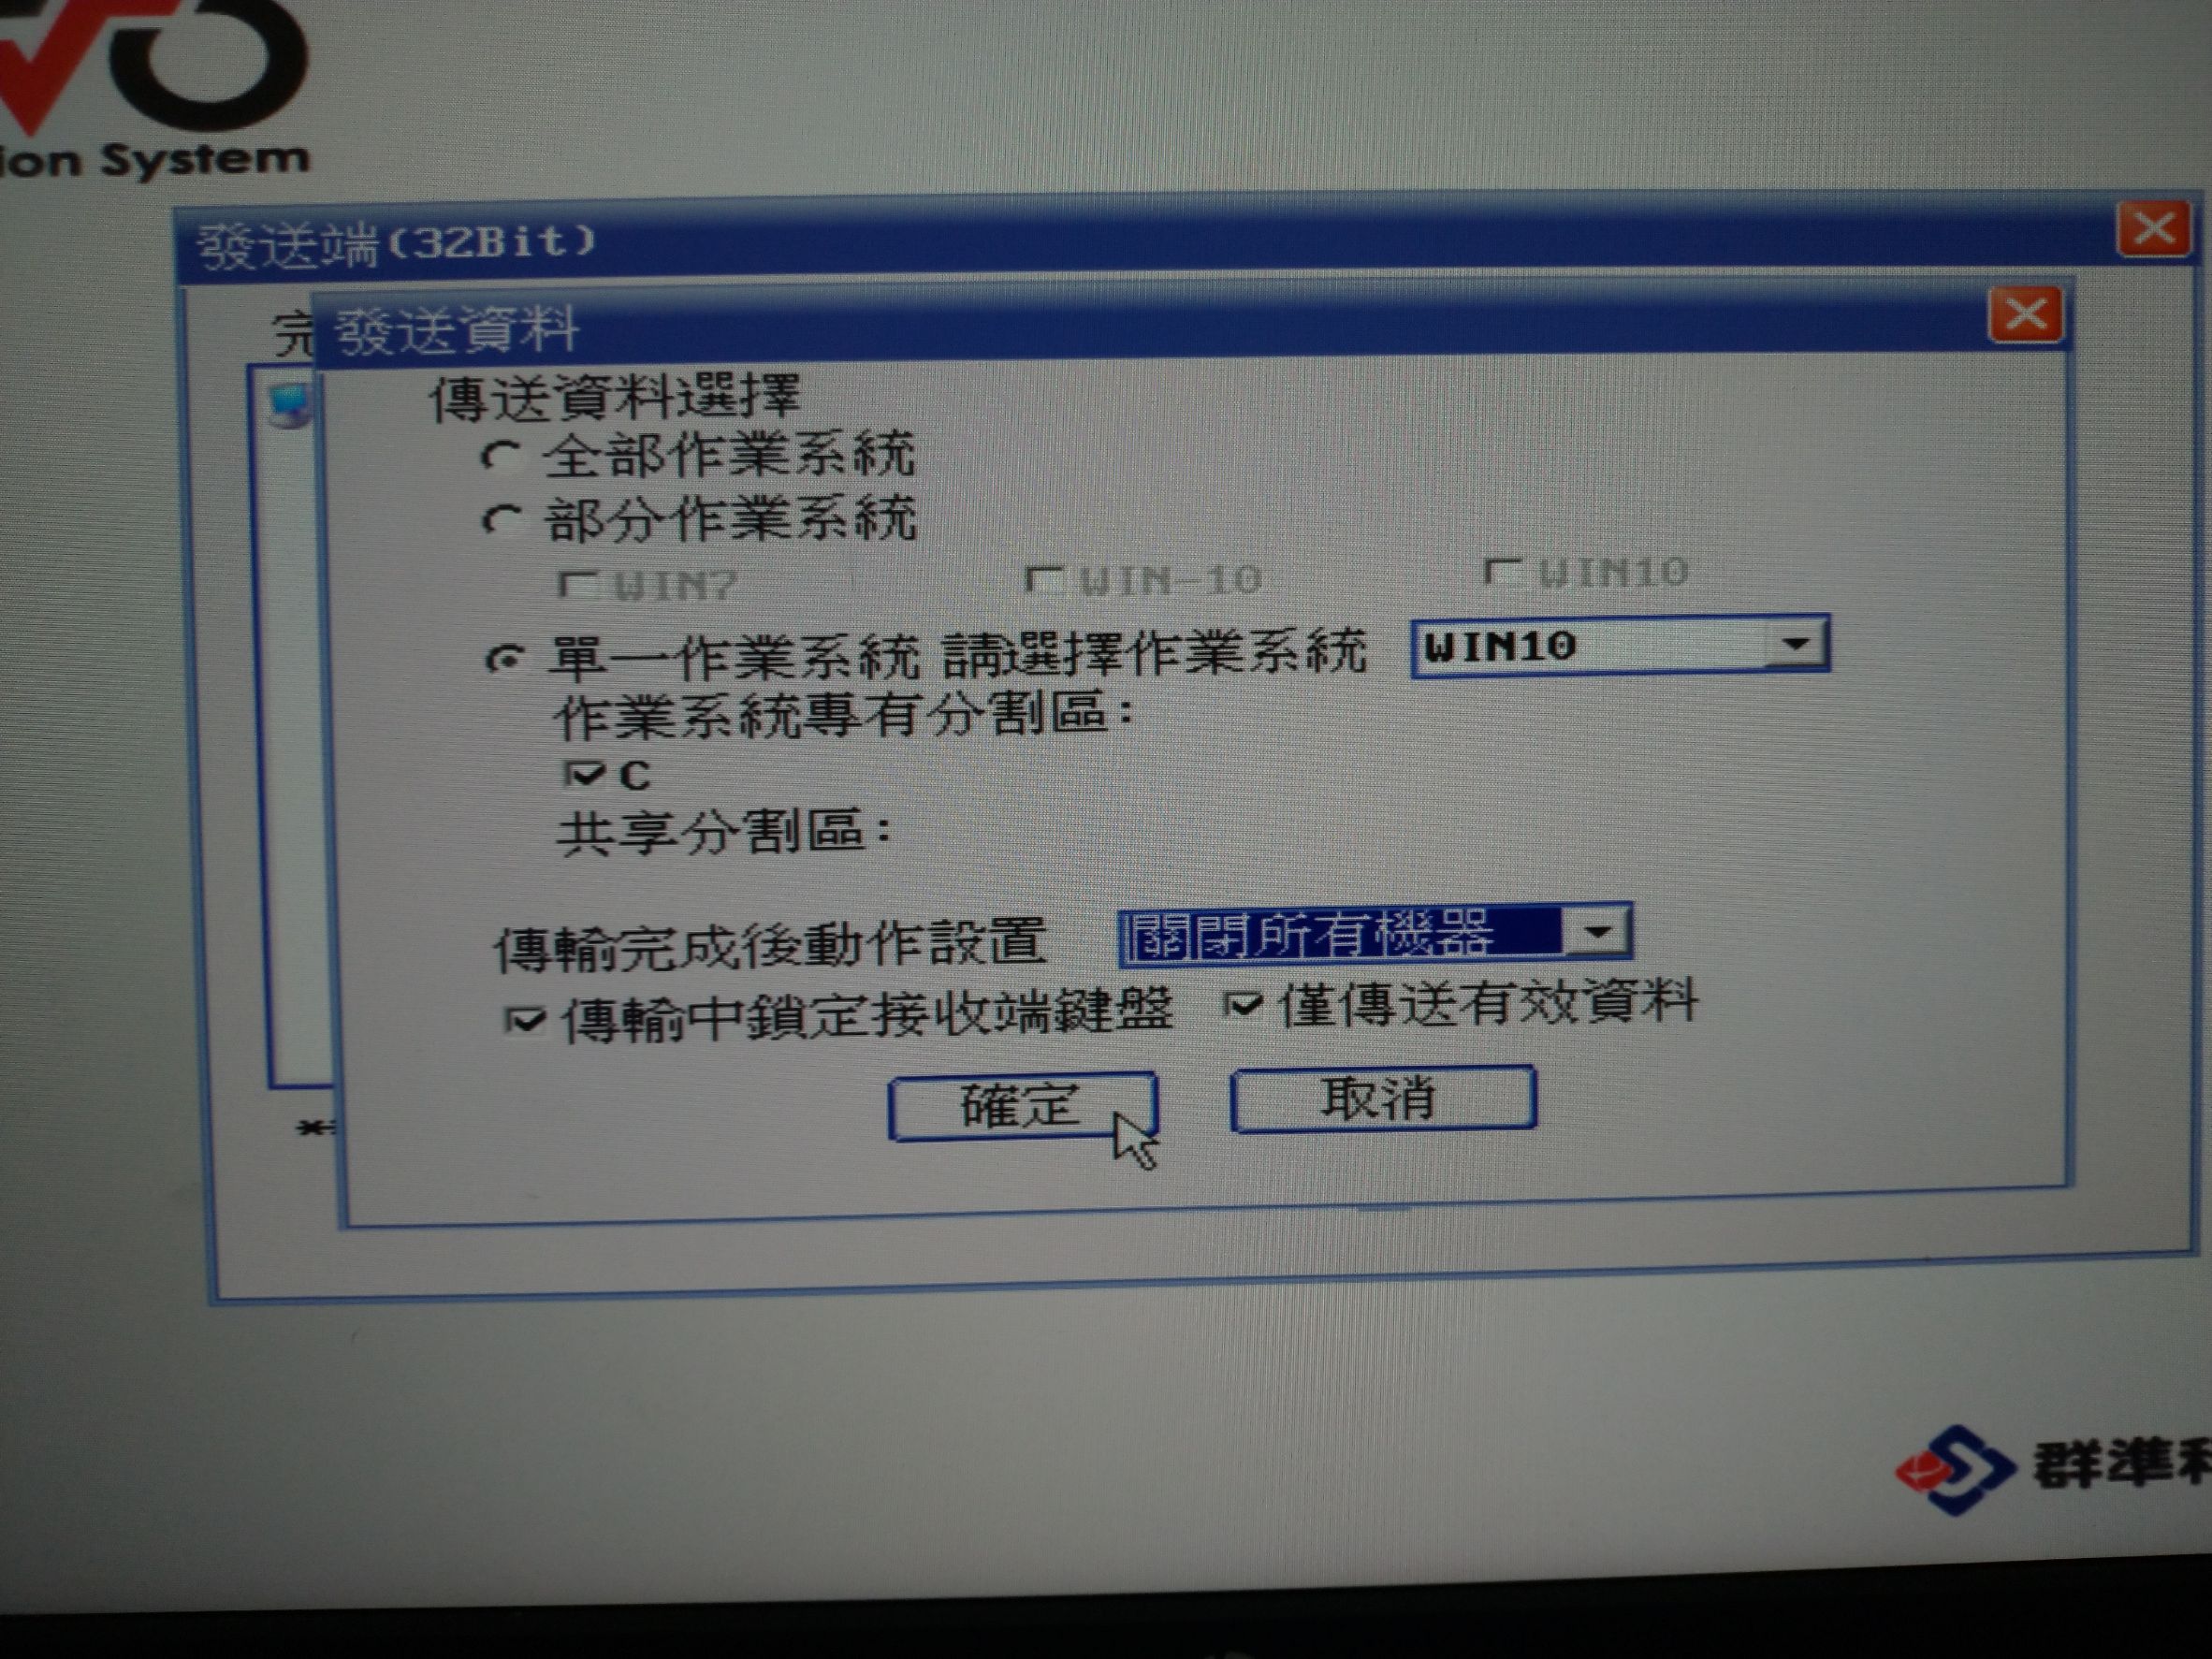 ion System
發送端(32Bit)
完
發送資料
傳送資料選擇
全部作業系統
部分作業系統
WIN7 WIN-10 WIN10
單一作業系統 請選擇作業系統 WIN10
作業系統專有分割區:
C
共享分割區:
傳輸完成後動作設置 關閉所有機器
傳輸中鎖定接收端鍵盤 僅傳送有效資料
確定 取消
群準科